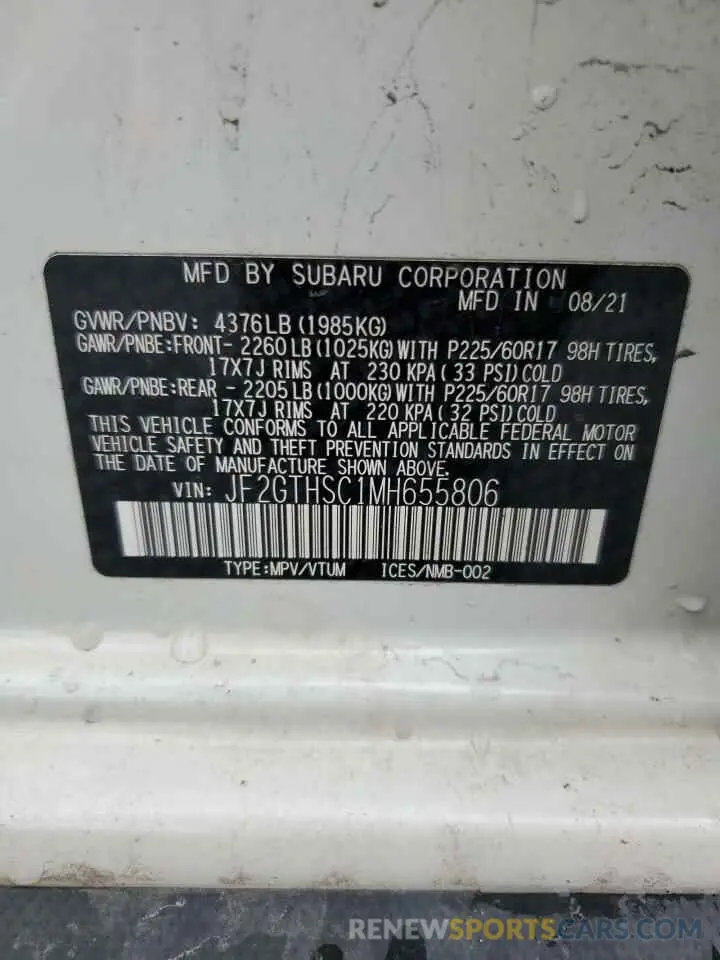 MFD BY SUBARU CORPORATION
MFD IN 08/21
GVWR/PNBV: 4376LB (1985KG)
GAWR/PNBE:FRONT- 2260LB (1025KG) WITH P225/60R17 98H TIRES,
17X7J RIMS AT 230 KPA (33 PSI) COLD
GAWR/PNBE:REAR - 2205LB (1000KG) WITH P225/60R17 98H TIRES,
17X7J RIMS AT 220 KPA (32 PSI) COLD
THIS VEHICLE CONFORMS TO ALL APPLICABLE FEDERAL MOTOR
VEHICLE SAFETY AND THEFT PREVENTION STANDARDS IN EFFECT ON
THE DATE OF MANUFACTURE SHOWN ABOVE.
VIN: JF2GTHSC1MH655806
TYPE:MPV/VTUM ICES/NMB-002
RENEWSPORTSCARS.COM